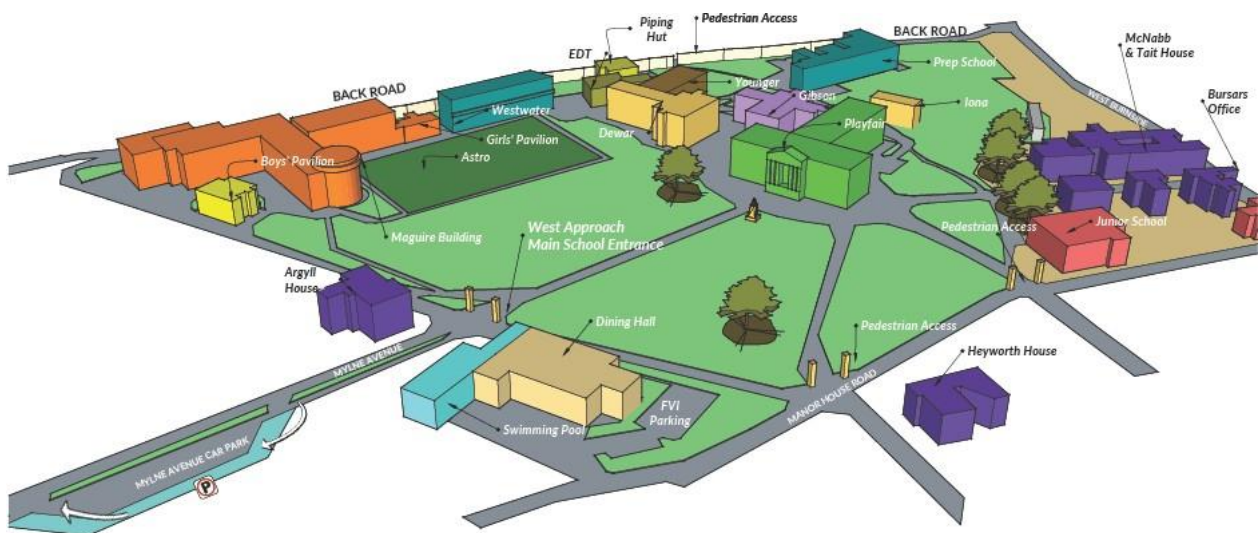 Piping
Hut
Pedestrian Access
BACK ROAD
McNabb
& Tait House
EDT
Prep School
Younger
Bursars
Office
BACK ROAD
Gibson
Iona
WEST BURNSIDE
Westwater
Playfair
Dewar
Girls' Pavilion
Astro
Boys' Pavilion
Junior School
Pedestrian Access
West Approach
Main School Entrance
Maguire Building
Argyll
House
Dining Hall
Pedestrian Access
Heyworth House
MYLNE AVENUE
MANOR HOUSE ROAD
FVI
Parking
Swimming Pool
MYLNE AVENUE CAR PARK
P